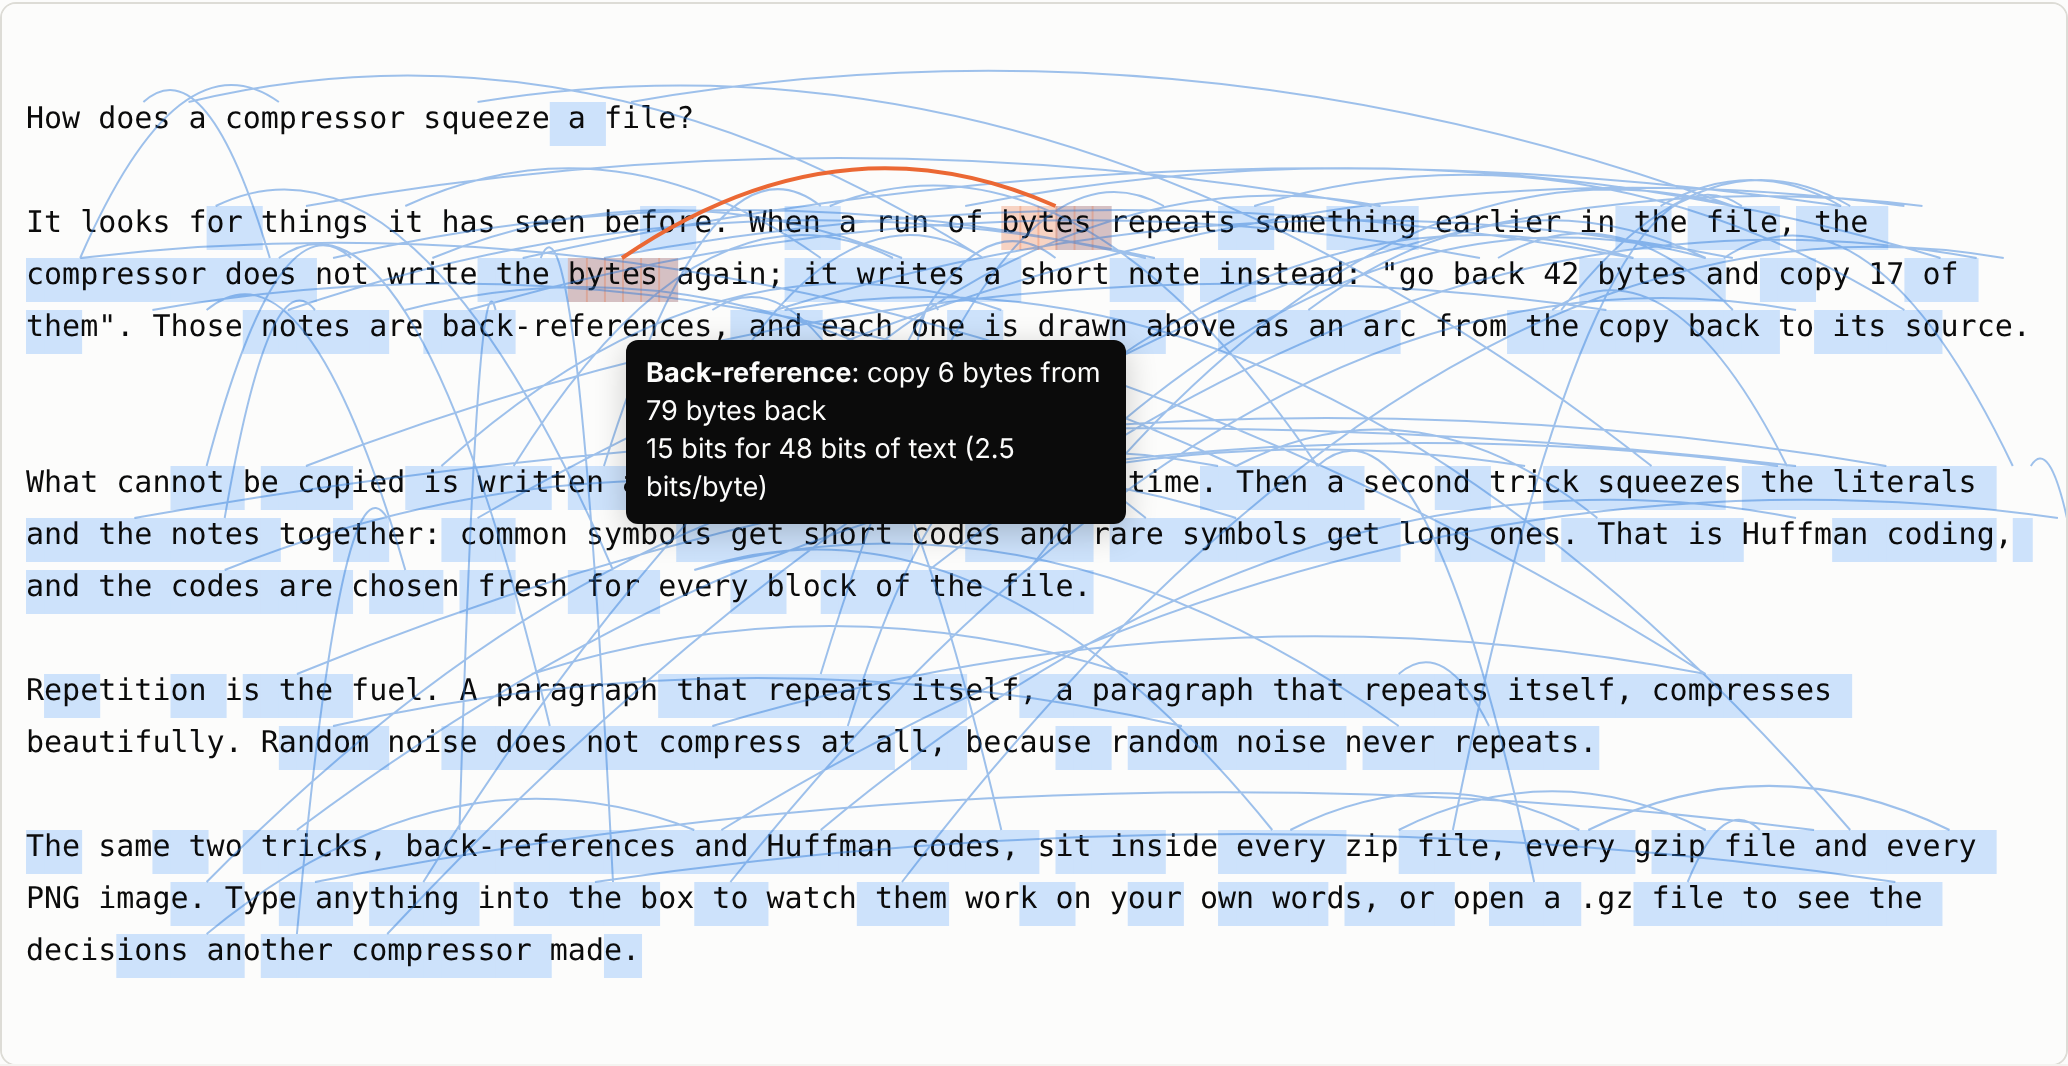 How does a compressor squeeze a file?
It looks for things it has seen before. When a run of bytes repeats something earlier in the file, the
compressor does not write the bytes again; it writes a short note instead: "go back 42 bytes and copy 17 of
them". Those notes are back-references, and each one is drawn above as an arc from the copy back to its source.
Back-reference: copy 6 bytes from
79 bytes back
15 bits for 48 bits of text (2.5
bits/byte)
What cannot be copied is written time. Then a second trick squeezes the literals
and the notes together: common symbols get short codes and rare symbols get long ones. That is Huffman coding,
and the codes are chosen fresh for every block of the file.
Repetition is the fuel. A paragraph that repeats itself, a paragraph that repeats itself, compresses
beautifully. Random noise does not compress at all, because random noise never repeats.
The same two tricks, back-references and Huffman codes, sit inside every zip file, every gzip file and every
PNG image. Type anything into the box to watch them work on your own words, or open a .gz file to see the
decisions another compressor made.